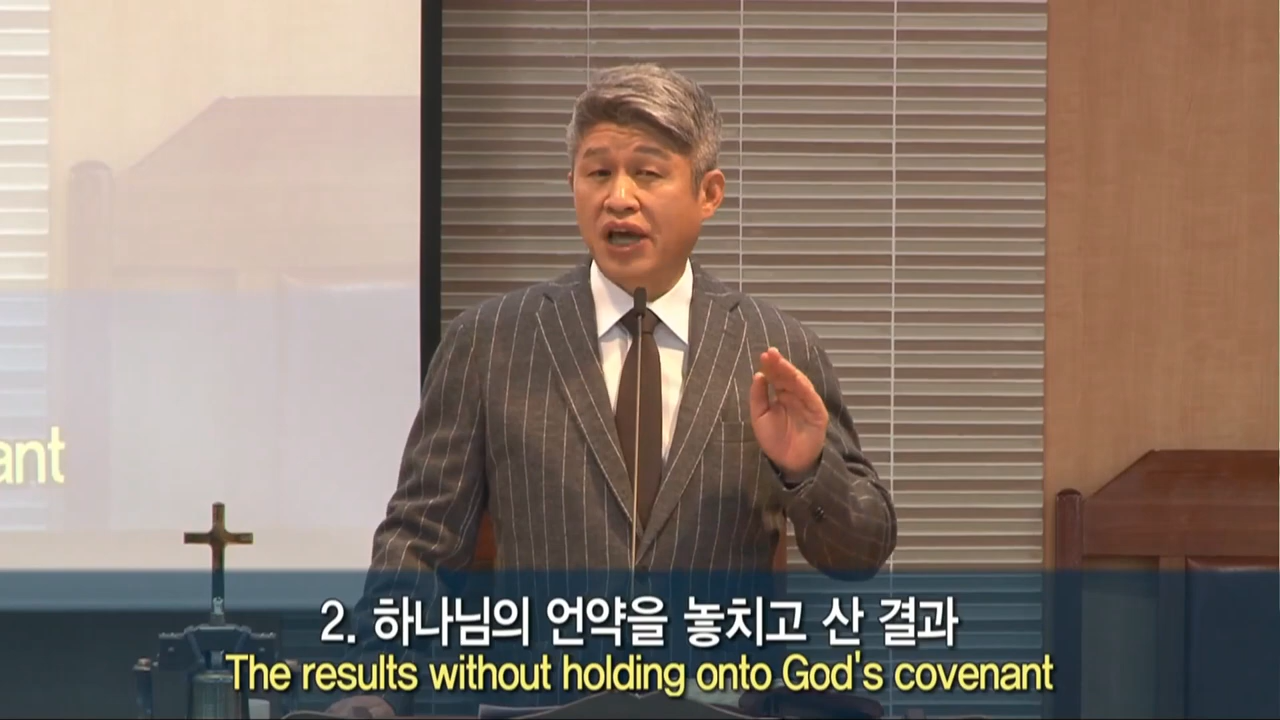 ant
2. 하나님의 언약을 놓치고 산 결과
The results without holding onto God's covenant